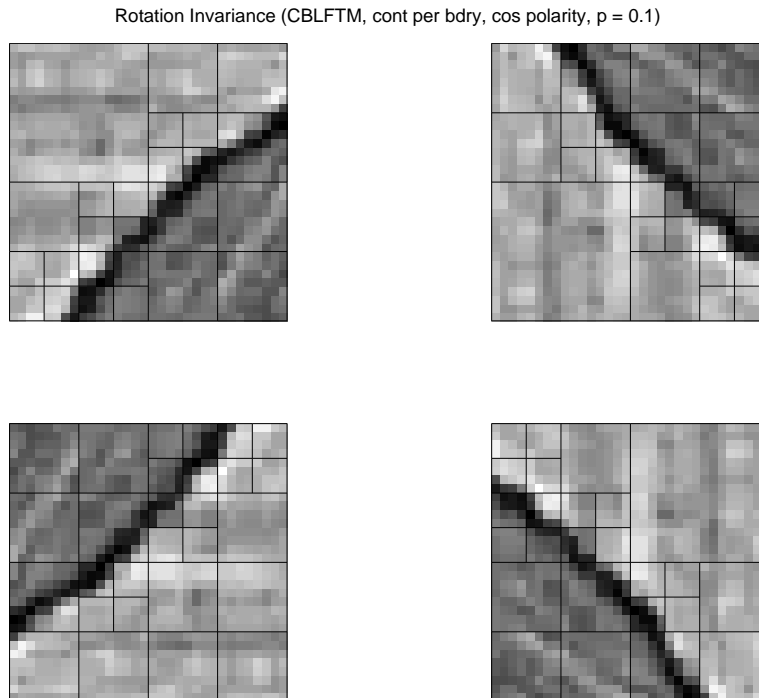 Rotation Invariance (CBLFTM, cont per bdry, cos polarity, p = 0.1)